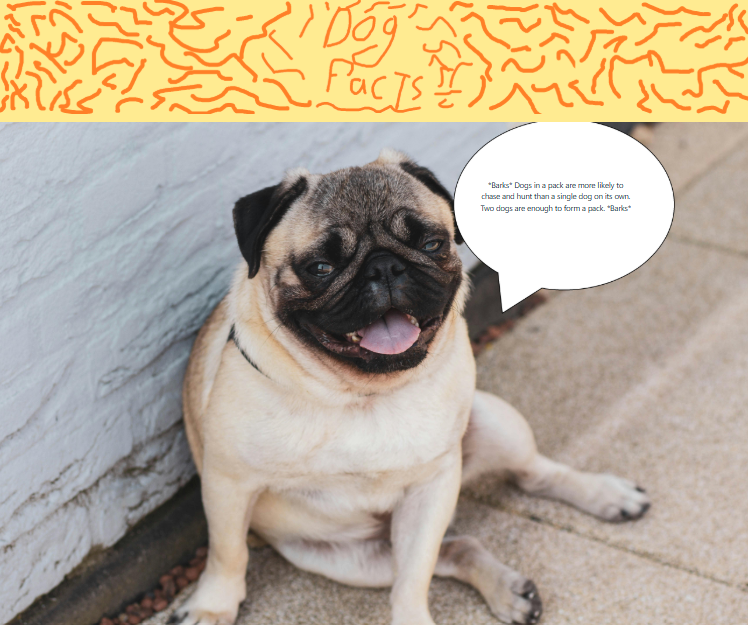 Dog
Facts
*Barks* Dogs in a pack are more likely to
chase and hunt than a single dog on its own.
Two dogs are enough to form a pack. *Barks*